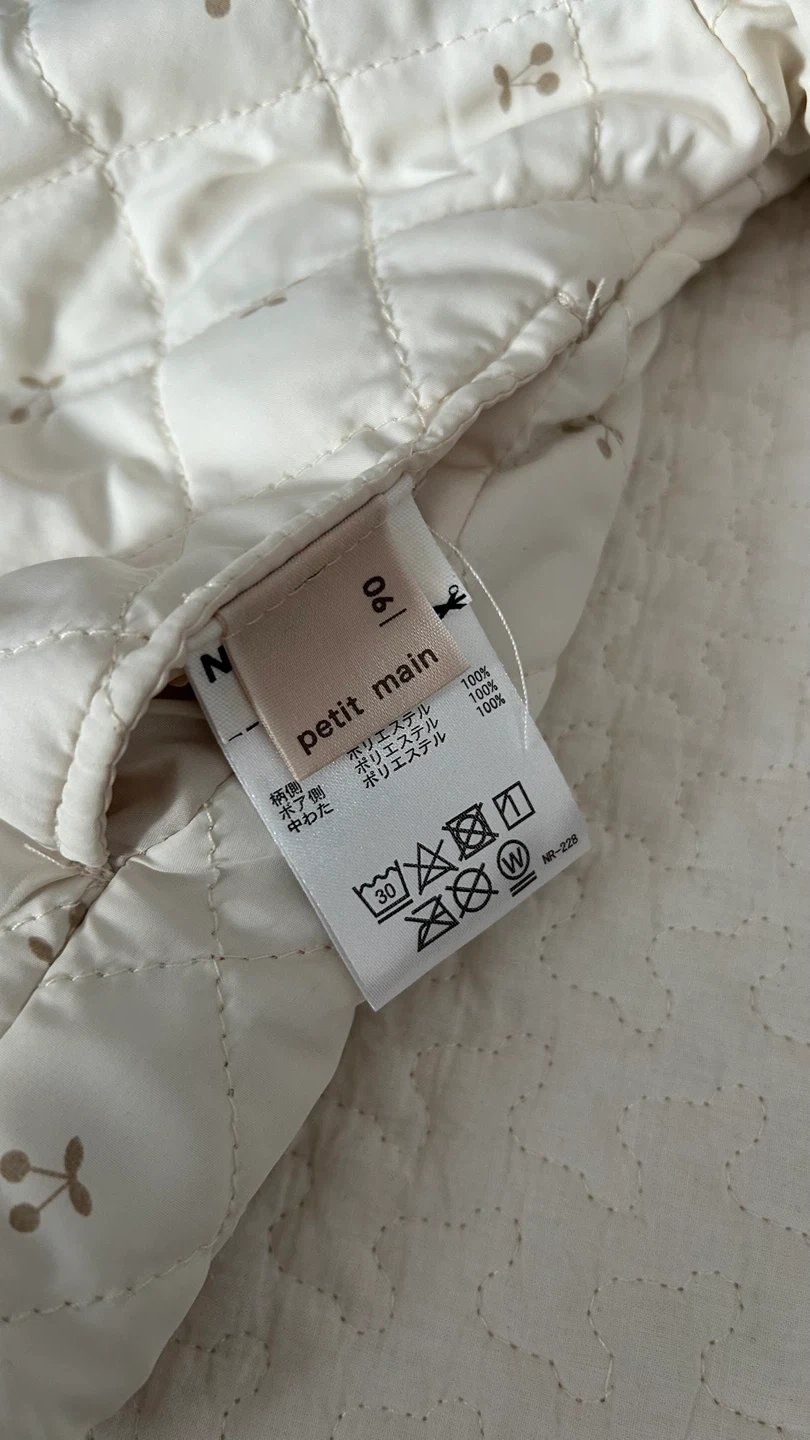 90
petit main
N
柄側 ポリエステル 100%
ボア側 ポリエステル 100%
中わた ポリエステル 100%
30
W
NR-228